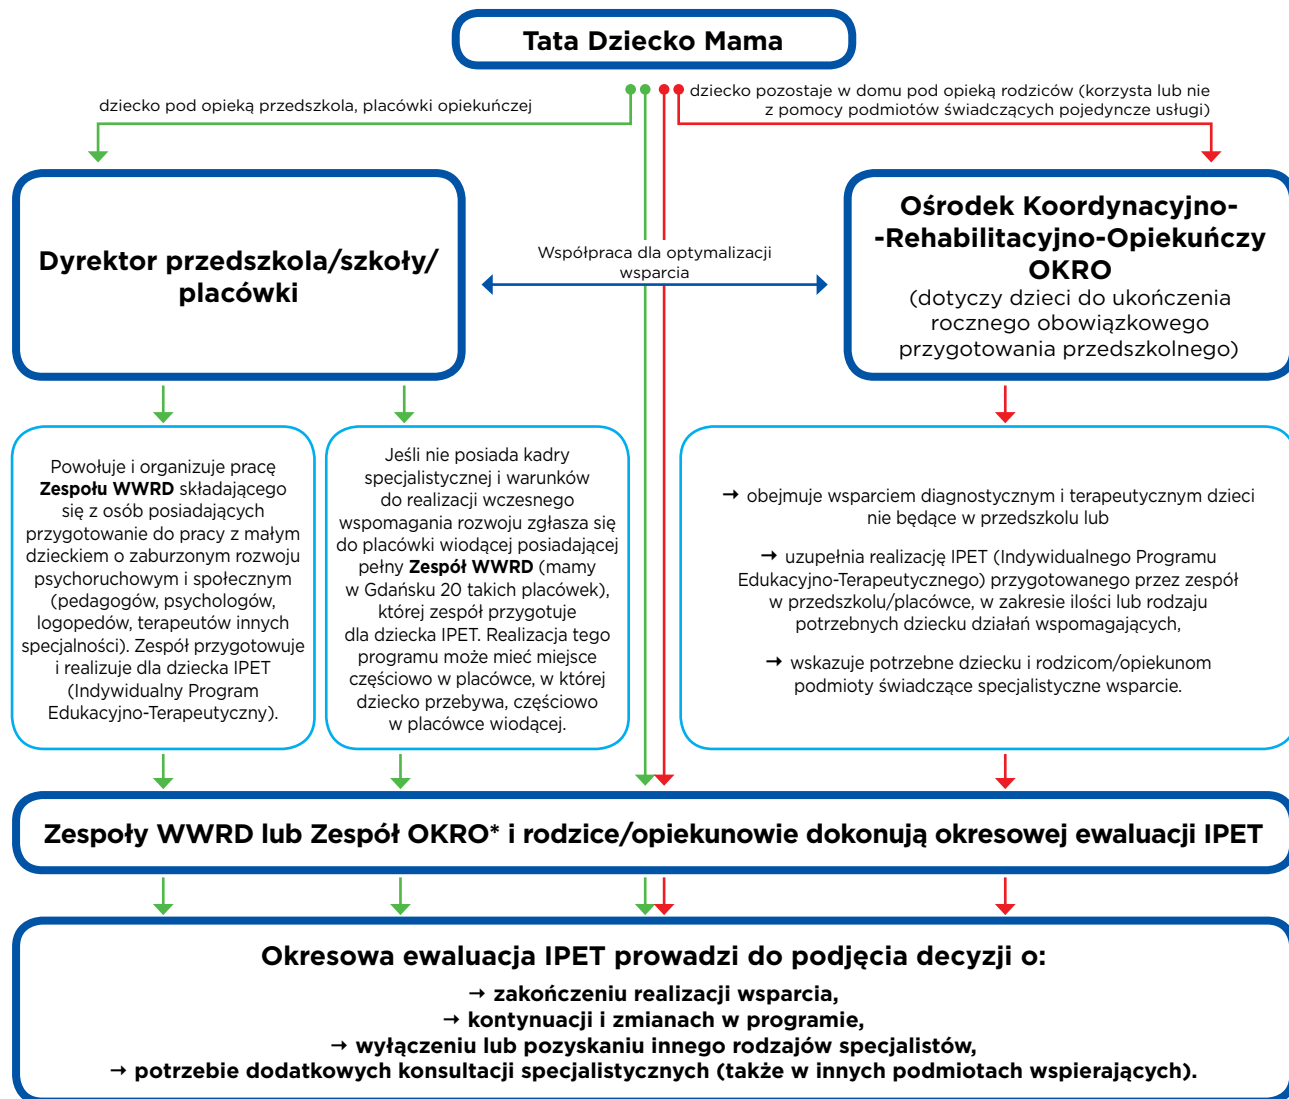 Tata Dziecko Mama
dziecko pod opieką przedszkola, placówki opiekuńczej
dziecko pozostaje w domu pod opieką rodziców (korzysta lub nie
z pomocy podmiotów świadczących pojedyncze usługi)
Dyrektor przedszkola/szkoły/
placówki
Współpraca dla optymalizacji
wsparcia
Ośrodek Koordynacyjno-
-Rehabilitacyjno-Opiekuńczy
OKRO
(dotyczy dzieci do ukończenia
rocznego obowiązkowego
przygotowania przedszkolnego)
Powołuje i organizuje pracę
Zespołu WWRD składającego
się z osób posiadających
przygotowanie do pracy z małym
dzieckiem o zaburzonym rozwoju
psychoruchowym i społecznym
(pedagogów, psychologów,
logopedów, terapeutów innych
specjalności). Zespół przygotowuje
i realizuje dla dziecka IPET
(Indywidualny Program
Edukacyjno-Terapeutyczny).
Jeśli nie posiada kadry
specjalistycznej i warunków
do realizacji wczesnego
wspomagania rozwoju zgłasza się
do placówki wiodącej posiadającej
pełny Zespół WWRD (mamy
w Gdańsku 20 takich placówek),
której zespół przygotuje
dla dziecka IPET. Realizacja tego
programu może mieć miejsce
częściowo w placówce, w której
dziecko przebywa, częściowo
w placówce wiodącej.
→ obejmuje wsparciem diagnostycznym i terapeutycznym dzieci
nie będące w przedszkolu lub
→ uzupełnia realizację IPET (Indywidualnego Programu
Edukacyjno-Terapeutycznego) przygotowanego przez zespół
w przedszkolu/placówce, w zakresie ilości lub rodzaju
potrzebnych dziecku działań wspomagających,
→ wskazuje potrzebne dziecku i rodzicom/opiekunom
podmioty świadczące specjalistyczne wsparcie.
Zespoły WWRD lub Zespół OKRO* i rodzice/opiekunowie dokonują okresowej ewaluacji IPET
Okresowa ewaluacja IPET prowadzi do podjęcia decyzji o:
→ zakończeniu realizacji wsparcia,
→ kontynuacji i zmianach w programie,
→ wyłączeniu lub pozyskaniu innego rodzajów specjalistów,
→ potrzebie dodatkowych konsultacji specjalistycznych (także w innych podmiotach wspierających).